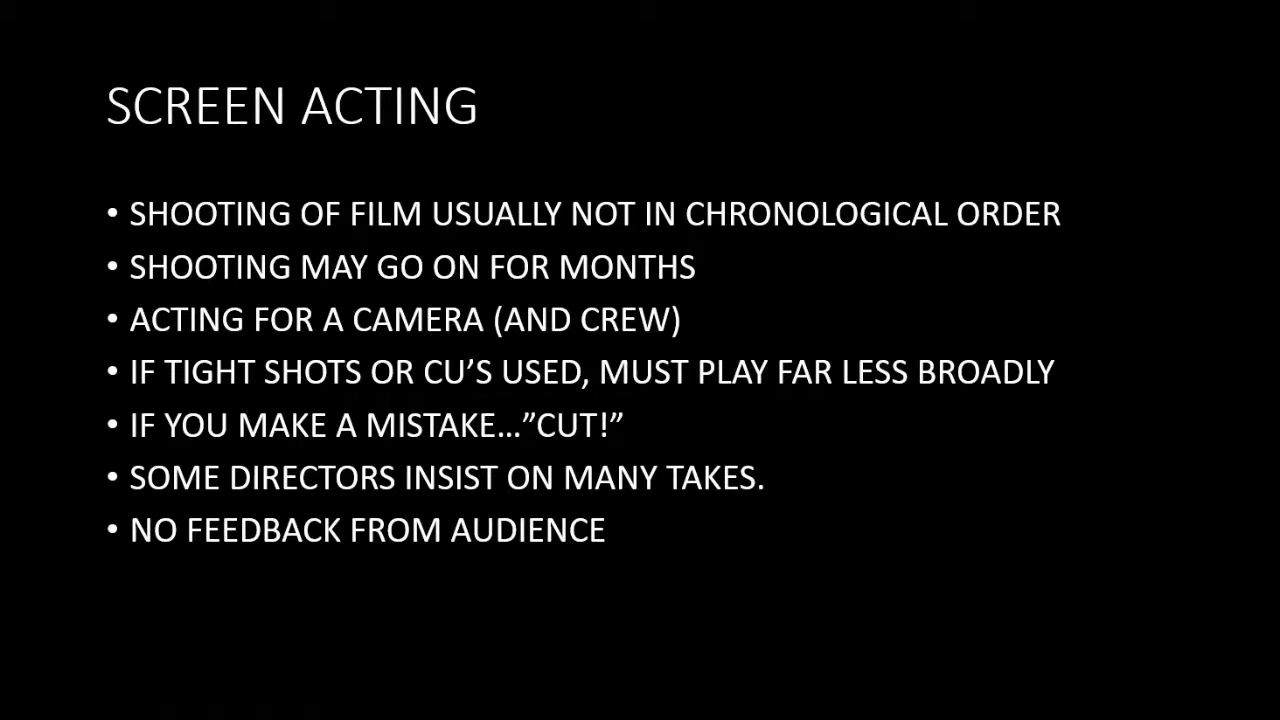 SCREEN ACTING
• SHOOTING OF FILM USUALLY NOT IN CHRONOLOGICAL ORDER
• SHOOTING MAY GO ON FOR MONTHS
• ACTING FOR A CAMERA (AND CREW)
• IF TIGHT SHOTS OR CU’S USED, MUST PLAY FAR LESS BROADLY
• IF YOU MAKE A MISTAKE…”CUT!”
• SOME DIRECTORS INSIST ON MANY TAKES.
• NO FEEDBACK FROM AUDIENCE